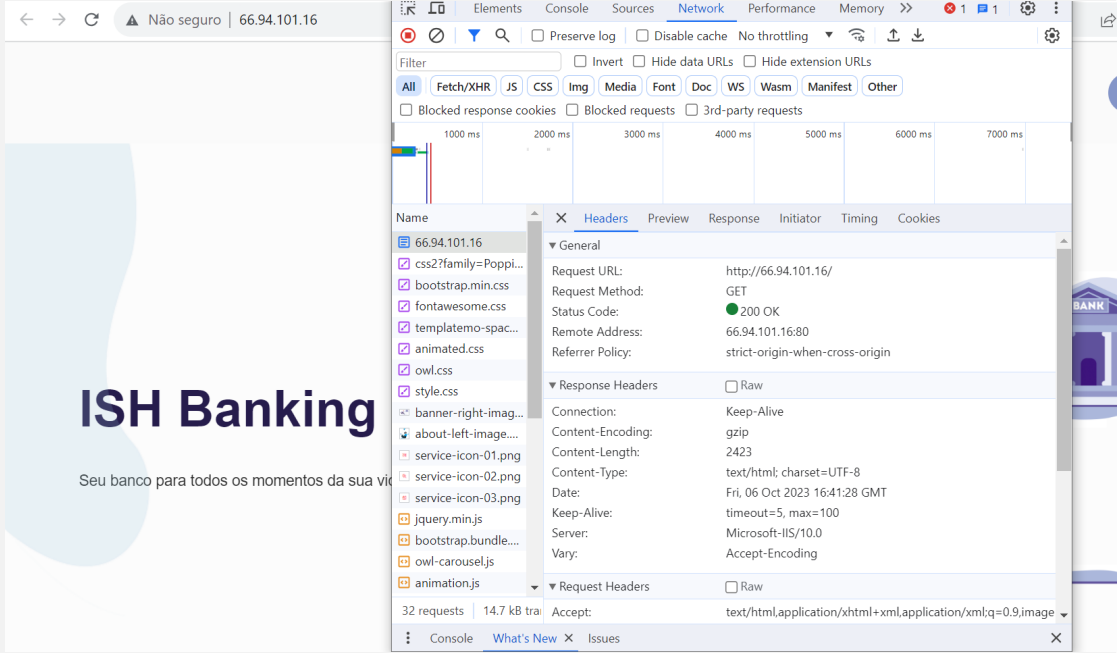 Não seguro | 66.94.101.16
ISH Banking
Seu banco para todos os momentos da sua
BANK
Elements Console Sources Network Performance Memory 1 1
Preserve log Disable cache No throttling
Filter Invert Hide data URLs Hide extension URLs
All Fetch/XHR JS CSS Img Media Font Doc WS Wasm Manifest Other
Blocked response cookies Blocked requests 3rd-party requests
1000 ms 2000 ms 3000 ms 4000 ms 5000 ms 6000 ms 7000 ms
Name
66.94.101.16
css2?family=Poppi...
bootstrap.min.css
fontawesome.css
templatemo-spac...
animated.css
owl.css
style.css
banner-right-imag...
about-left-image....
service-icon-01.png
service-icon-02.png
service-icon-03.png
jquery.min.js
bootstrap.bundle....
owl-carousel.js
animation.js
32 requests 14.7 kB
Headers Preview Response Initiator Timing Cookies
General
Request URL: http://66.94.101.16/
Request Method: GET
Status Code: 200 OK
Remote Address: 66.94.101.16:80
Referrer Policy: strict-origin-when-cross-origin
Response Headers Raw
Connection: Keep-Alive
Content-Encoding: gzip
Content-Length: 2423
Content-Type: text/html; charset=UTF-8
Date: Fri, 06 Oct 2023 16:41:28 GMT
Keep-Alive: timeout=5, max=100
Server: Microsoft-IIS/10.0
Vary: Accept-Encoding
Request Headers Raw
Accept: text/html,application/xhtml+xml,application/xml;q=0.9,image
Console What's New Issues